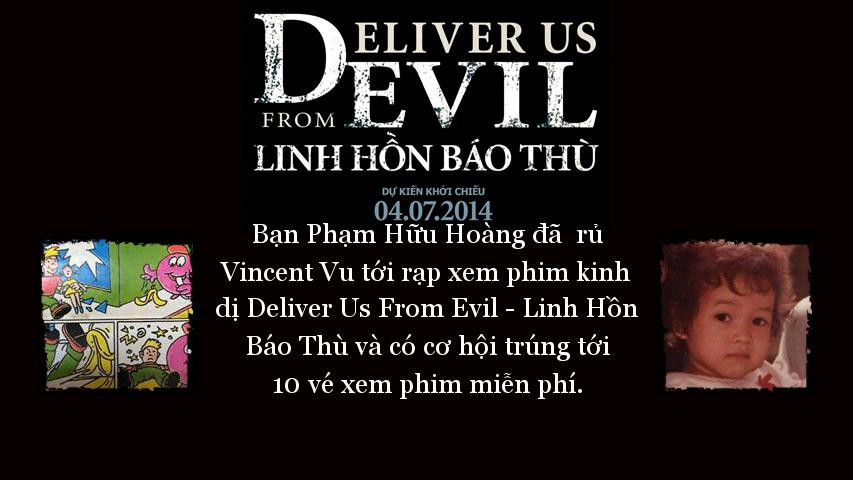 DELIVER US
FROM EVIL
LINH HỒN BÁO THÙ
DỰ KIẾN KHỞI CHIẾU
04.07.2014
Bạn Phạm Hữu Hoàng đã rủ
Vincent Vu tới rạp xem phim kinh
dị Deliver Us From Evil - Linh Hồn
Báo Thù và có cơ hội trúng tới
10 vé xem phim miễn phí.